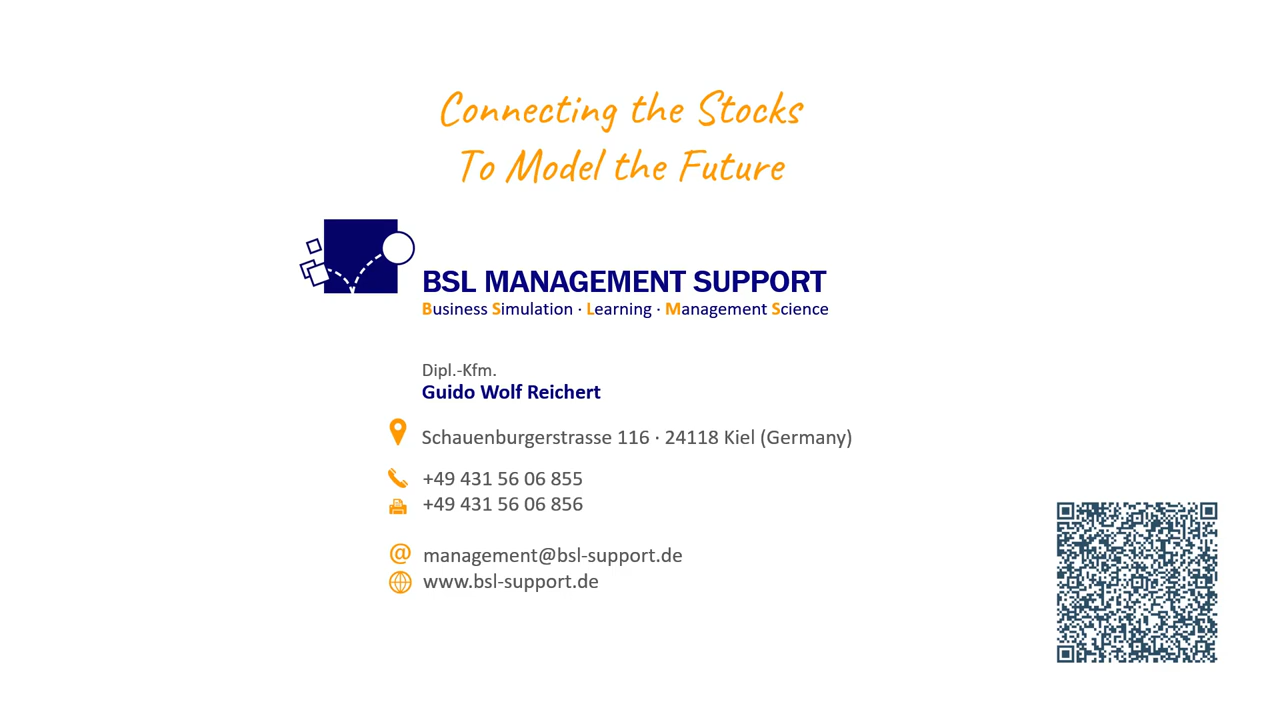 Connecting the Stocks
To Model the Future
BSL MANAGEMENT SUPPORT
Business Simulation · Learning · Management Science
Dipl.-Kfm.
Guido Wolf Reichert
Schauenburgerstrasse 116 · 24118 Kiel (Germany)
+49 431 56 06 855
+49 431 56 06 856
management@bsl-support.de
www.bsl-support.de